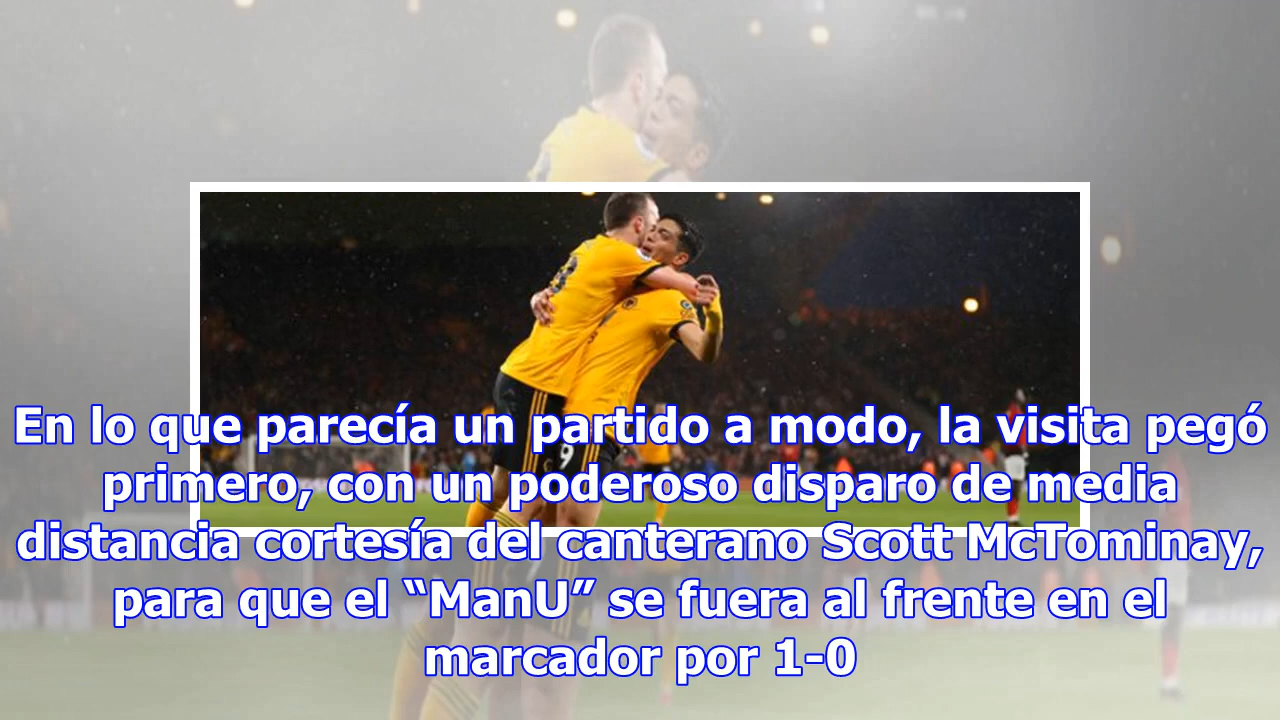 En lo que parecía un partido a modo, la visita pegó
primero, con un poderoso disparo de media
distancia cortesía del canterano Scott McTominay,
para que el “ManU” se fuera al frente en el
marcador por 1-0
9